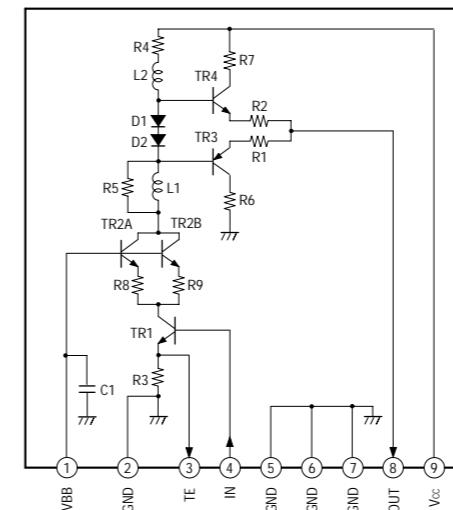 R4
R7
L2
TR4
R2
D1
TR3
D2
R1
R5
L1
R6
TR2A
TR2B
R8
R9
TR1
C1
R3
1
2
3
4
5
6
7
8
9
VBB
GND
TE
IN
GND
GND
GND
OUT
Vcc